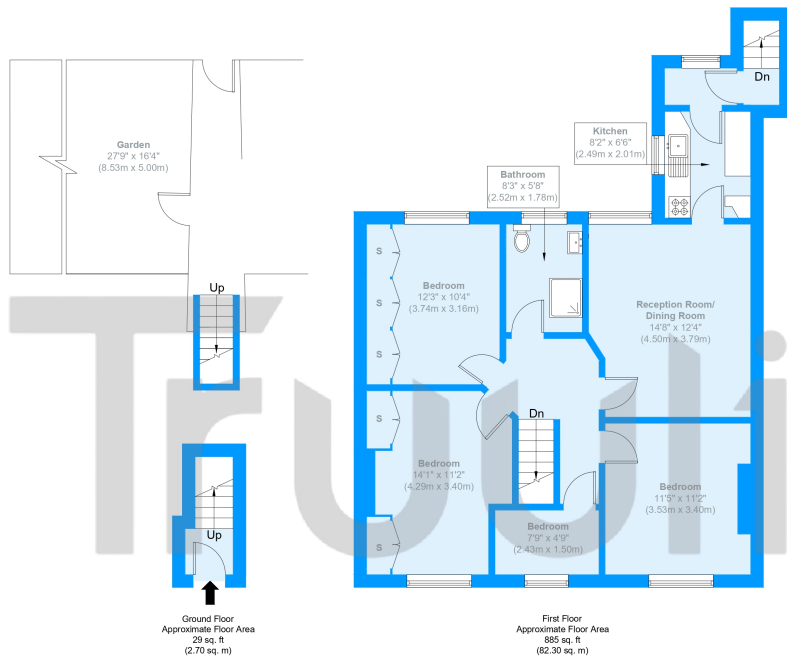 Garden
27'9" x 16'4"
(8.53m x 5.00m)
Up
Up
Ground Floor
Approximate Floor Area
29 sq. ft
(2.70 sq. m)
Dn
Kitchen
8'2" x 6'6"
(2.49m x 2.01m)
Bathroom
8'3" x 5'8"
(2.52m x 1.78m)
S
S
S
Bedroom
12'3" x 10'4"
(3.74m x 3.16m)
Reception Room/
Dining Room
14'8" x 12'4"
(4.50m x 3.79m)
Dn
S
S
Bedroom
14'1" x 11'2"
(4.29m x 3.40m)
Bedroom
7'9" x 4'9"
(2.43m x 1.50m)
Bedroom
11'5" x 11'2"
(3.53m x 3.40m)
First Floor
Approximate Floor Area
885 sq. ft
(82.30 sq. m)
Truuli